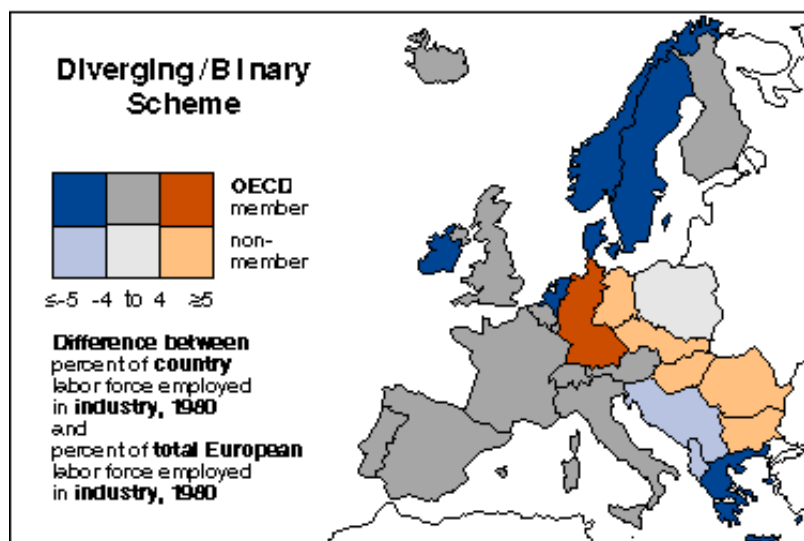 Diverging/Binary
Scheme
OECD
member
non-
member
≤-5 -4 to 4 ≥5
Difference between
percent of country
labor force employed
in industry, 1980
and
percent of total European
labor force employed
in industry, 1980